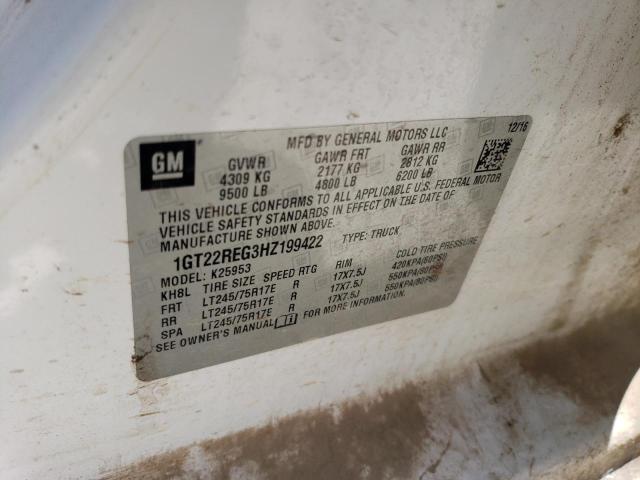 GM
MFD BY GENERAL MOTORS LLC 12/16
GVWR GAWR FRT GAWR RR
4309 KG 2177 KG 2812 KG
9500 LB 4800 LB 6200 LB
THIS VEHICLE CONFORMS TO ALL APPLICABLE U.S. FEDERAL MOTOR
VEHICLE SAFETY STANDARDS IN EFFECT ON THE DATE OF
MANUFACTURE SHOWN ABOVE.
1GT22REG3HZ199422 TYPE: TRUCK
MODEL: K25953
KH8L TIRE SIZE SPEED RTG RIM COLD TIRE PRESSURE
FRT LT245/75R17E R 17X7.5J 420KPA(60PSI)
RR LT245/75R17E R 17X7.5J 550KPA(80PSI)
SPA LT245/75R17E R 17X7.5J 550KPA(80PSI)
SEE OWNER'S MANUAL FOR MORE INFORMATION.